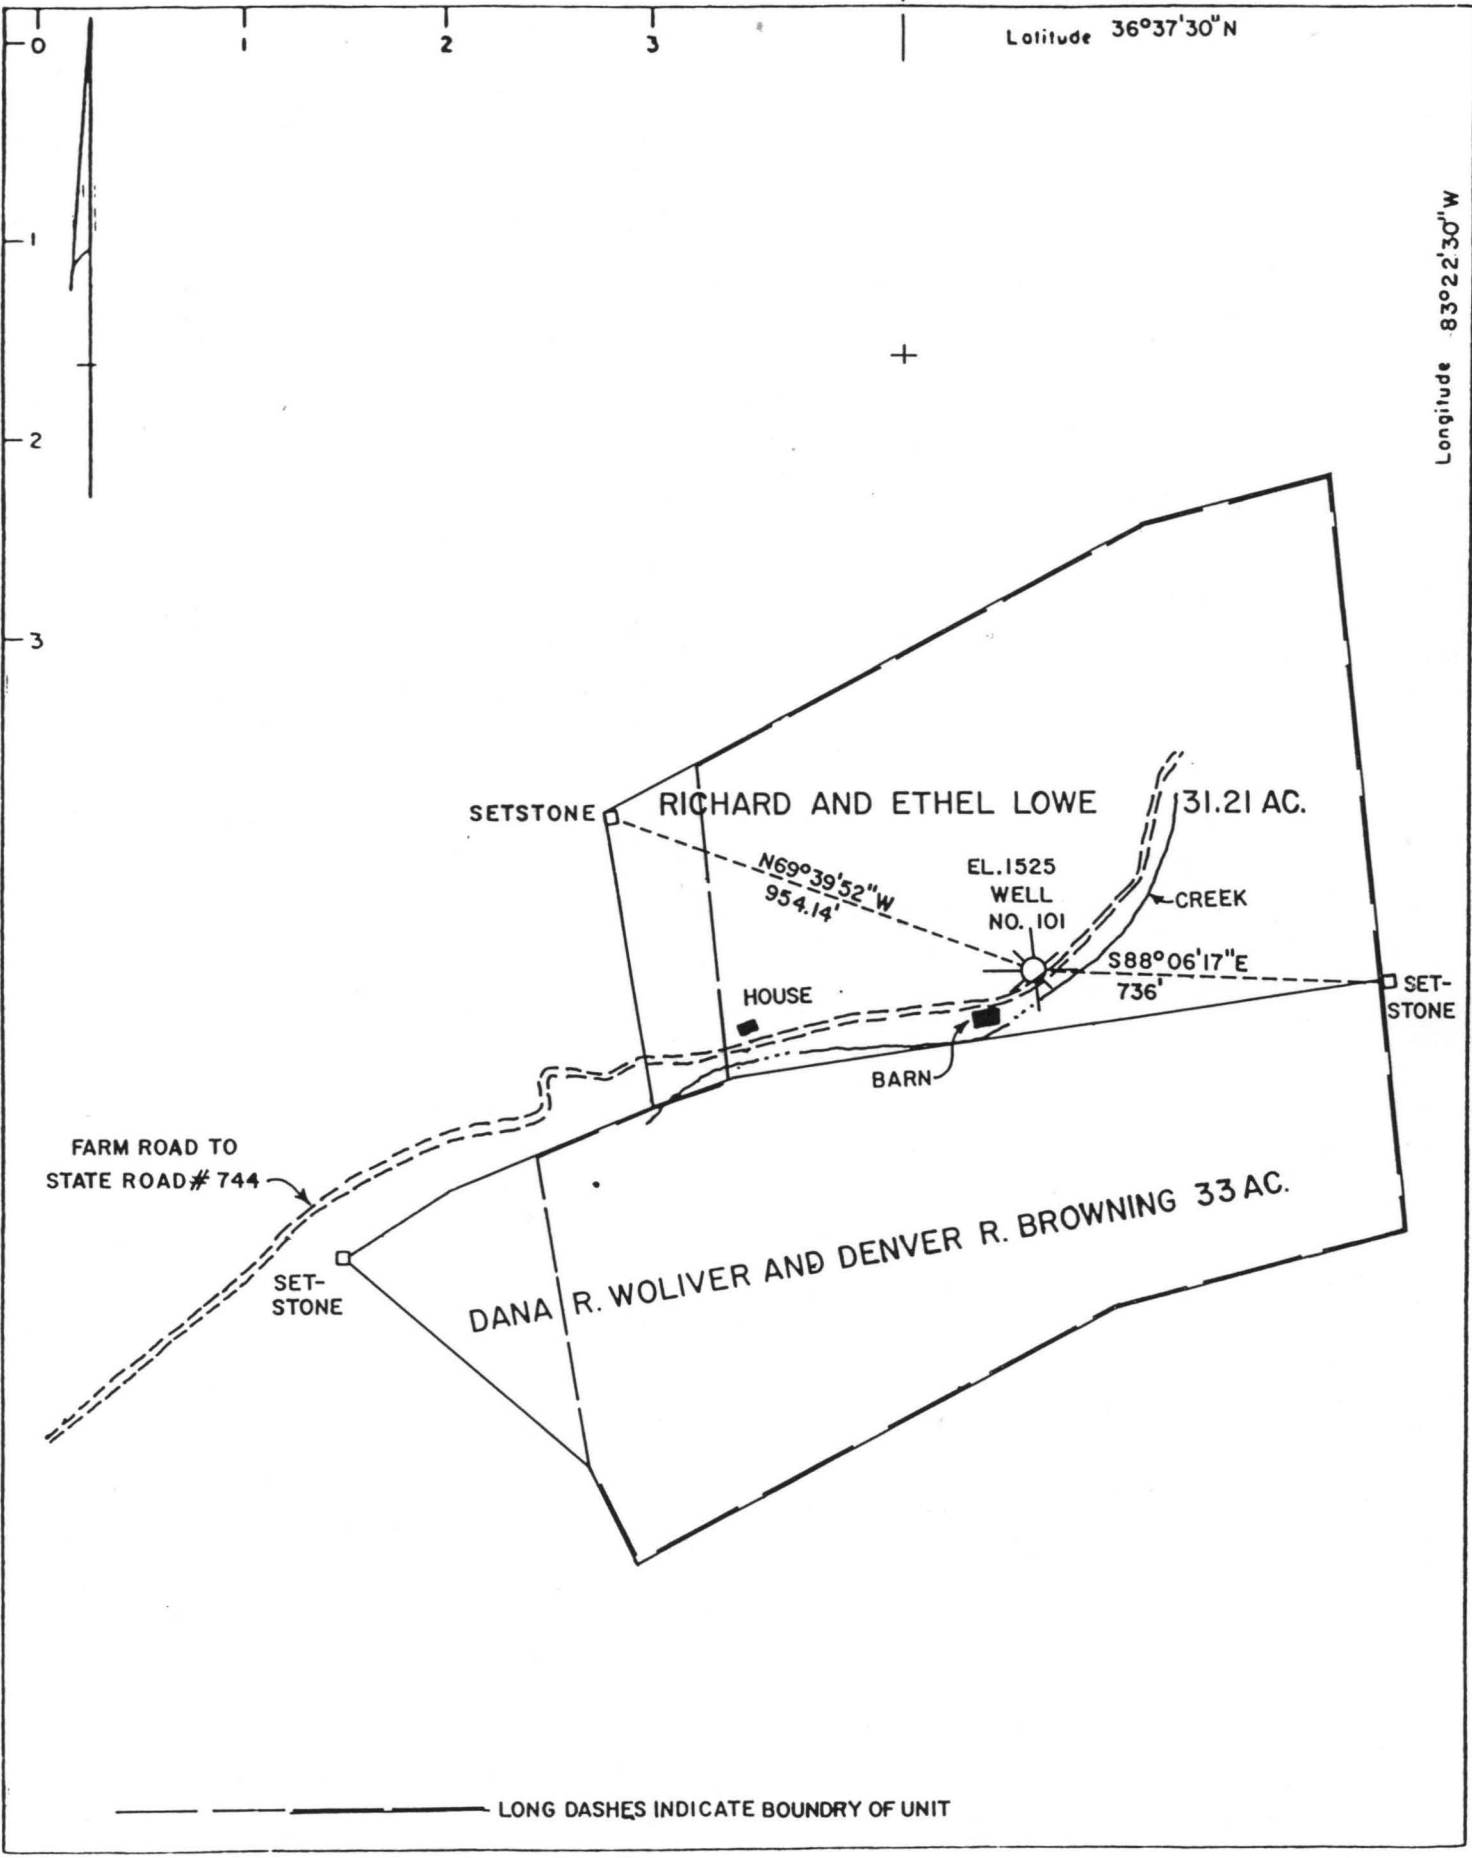 0 1 2 3
Latitude 36°37'30"N
1
2
3
Longitude 83°22'30"W
SETSTONE
RICHARD AND ETHEL LOWE 31.21 AC.
N69°39'52"W
954.14'
EL.1525
WELL
NO. 101
CREEK
S88°06'17"E
736'
SET-
STONE
HOUSE
BARN
FARM ROAD TO
STATE ROAD # 744
SET-
STONE
DANA R. WOLIVER AND DENVER R. BROWNING 33 AC.
LONG DASHES INDICATE BOUNDRY OF UNIT